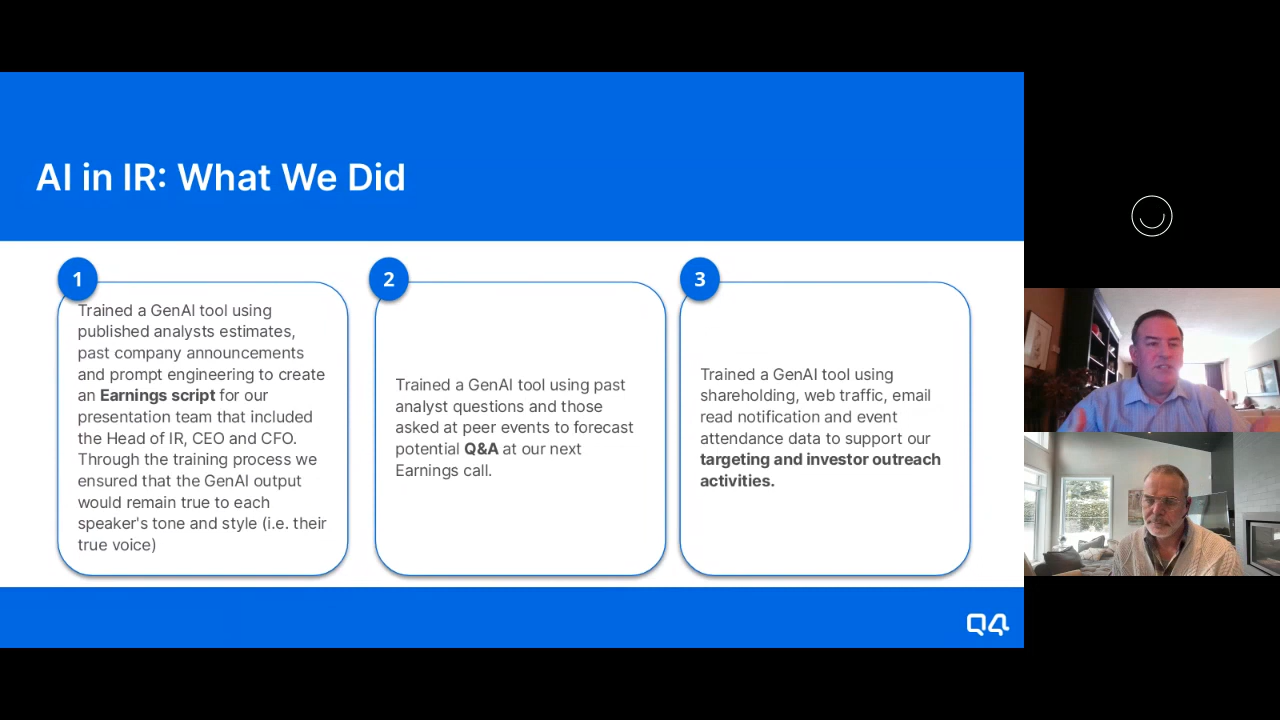 AI in IR: What We Did
1
Trained a GenAI tool using
published analysts estimates,
past company announcements
and prompt engineering to create
an Earnings script for our
presentation team that included
the Head of IR, CEO and CFO.
Through the training process we
ensured that the GenAI output
would remain true to each
speaker's tone and style (i.e. their
true voice)
2
Trained a GenAI tool using past
analyst questions and those
asked at peer events to forecast
potential Q&A at our next
Earnings call.
3
Trained a GenAI tool using
shareholding, web traffic, email
read notification and event
attendance data to support our
targeting and investor outreach
activities.
Q4